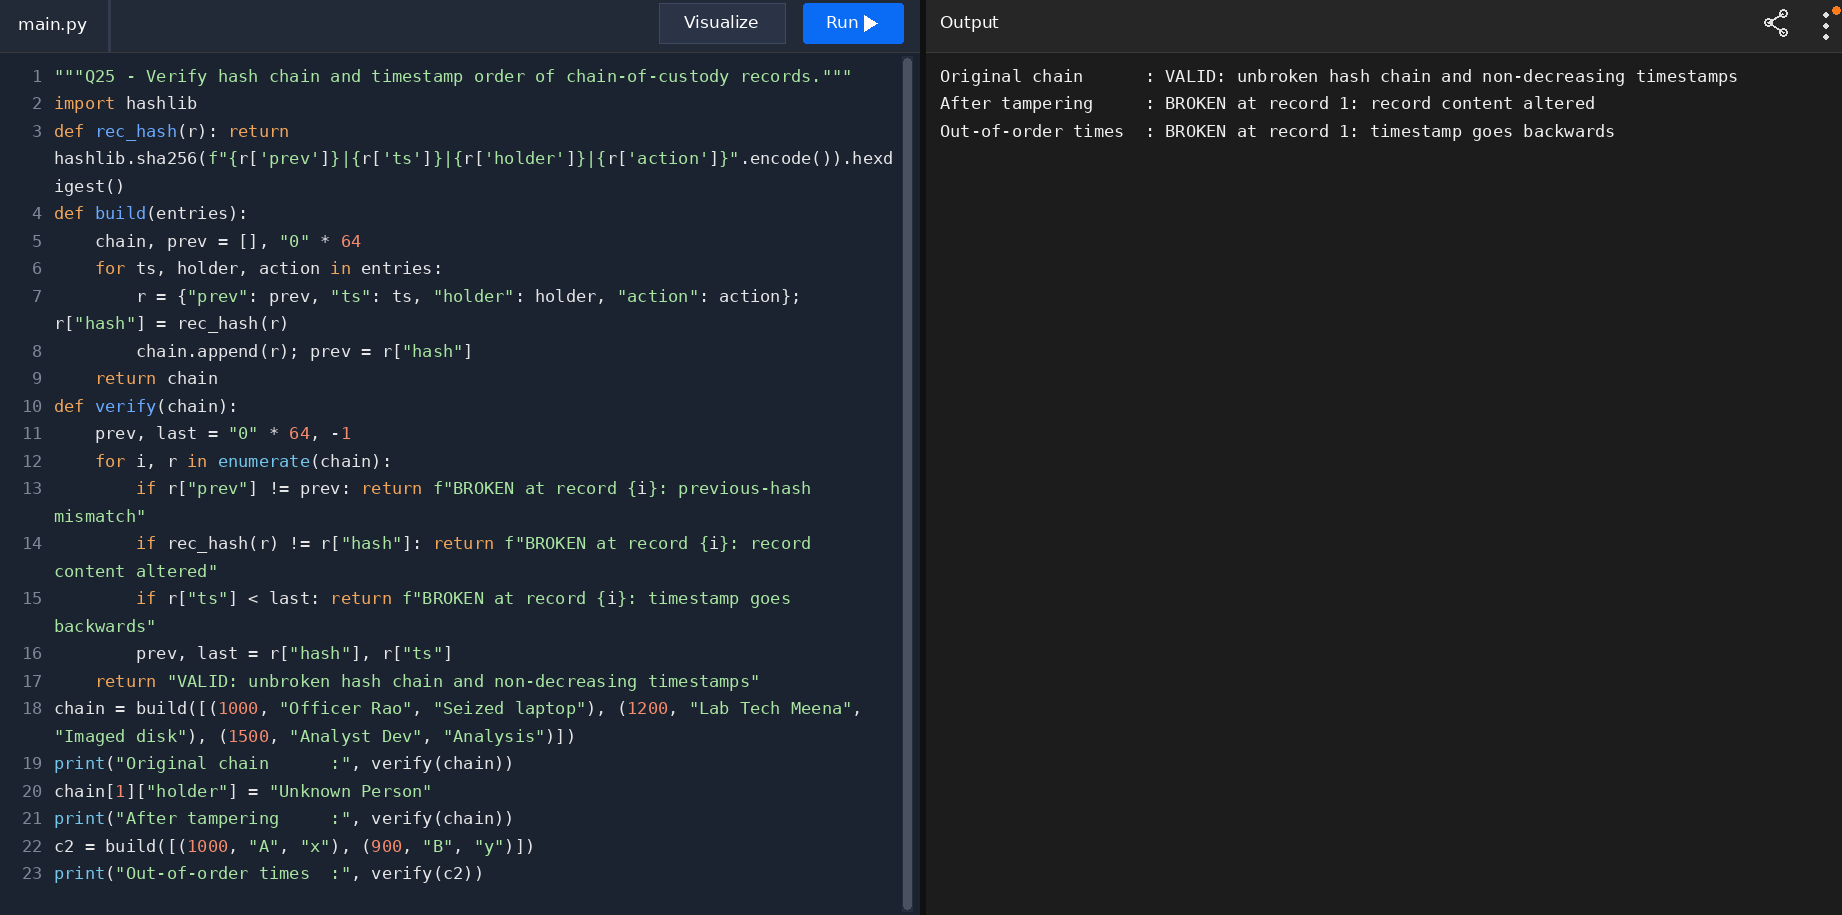 main.py
Visualize
Run
Output
1 """Q25 - Verify hash chain and timestamp order of chain-of-custody records."""
2 import hashlib
3 def rec_hash(r): return
hashlib.sha256(f"{r['prev']}|{r['ts']}|{r['holder']}|{r['action']}".encode()).hexd
igest()
4 def build(entries):
5     chain, prev = [], "0" * 64
6     for ts, holder, action in entries:
7         r = {"prev": prev, "ts": ts, "holder": holder, "action": action};
r["hash"] = rec_hash(r)
8         chain.append(r); prev = r["hash"]
9     return chain
10 def verify(chain):
11     prev, last = "0" * 64, -1
12     for i, r in enumerate(chain):
13         if r["prev"] != prev: return f"BROKEN at record {i}: previous-hash
mismatch"
14         if rec_hash(r) != r["hash"]: return f"BROKEN at record {i}: record
content altered"
15         if r["ts"] < last: return f"BROKEN at record {i}: timestamp goes
backwards"
16         prev, last = r["hash"], r["ts"]
17     return "VALID: unbroken hash chain and non-decreasing timestamps"
18 chain = build([(1000, "Officer Rao", "Seized laptop"), (1200, "Lab Tech Meena",
"Imaged disk"), (1500, "Analyst Dev", "Analysis")])
19 print("Original chain      :", verify(chain))
20 chain[1]["holder"] = "Unknown Person"
21 print("After tampering     :", verify(chain))
22 c2 = build([(1000, "A", "x"), (900, "B", "y")])
23 print("Out-of-order times  :", verify(c2))
Original chain      : VALID: unbroken hash chain and non-decreasing timestamps
After tampering     : BROKEN at record 1: record content altered
Out-of-order times  : BROKEN at record 1: timestamp goes backwards